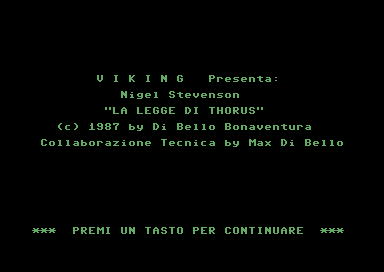 V I K I N G   Presenta:
Nigel Stevenson
"LA LEGGE DI THORUS"
(c) 1987 by Di Bello Bonaventura
Collaborazione Tecnica by Max Di Bello
***  PREMI UN TASTO PER CONTINUARE  ***